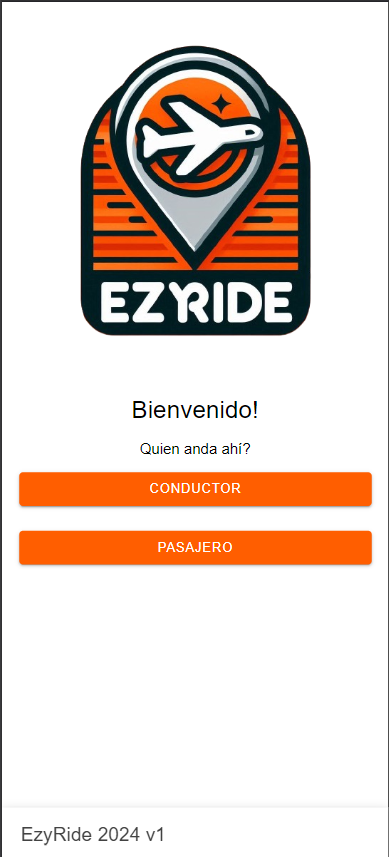 EZYRIDE
Bienvenido!
Quien anda ahí?
CONDUCTOR
PASAJERO
EzyRide 2024 v1